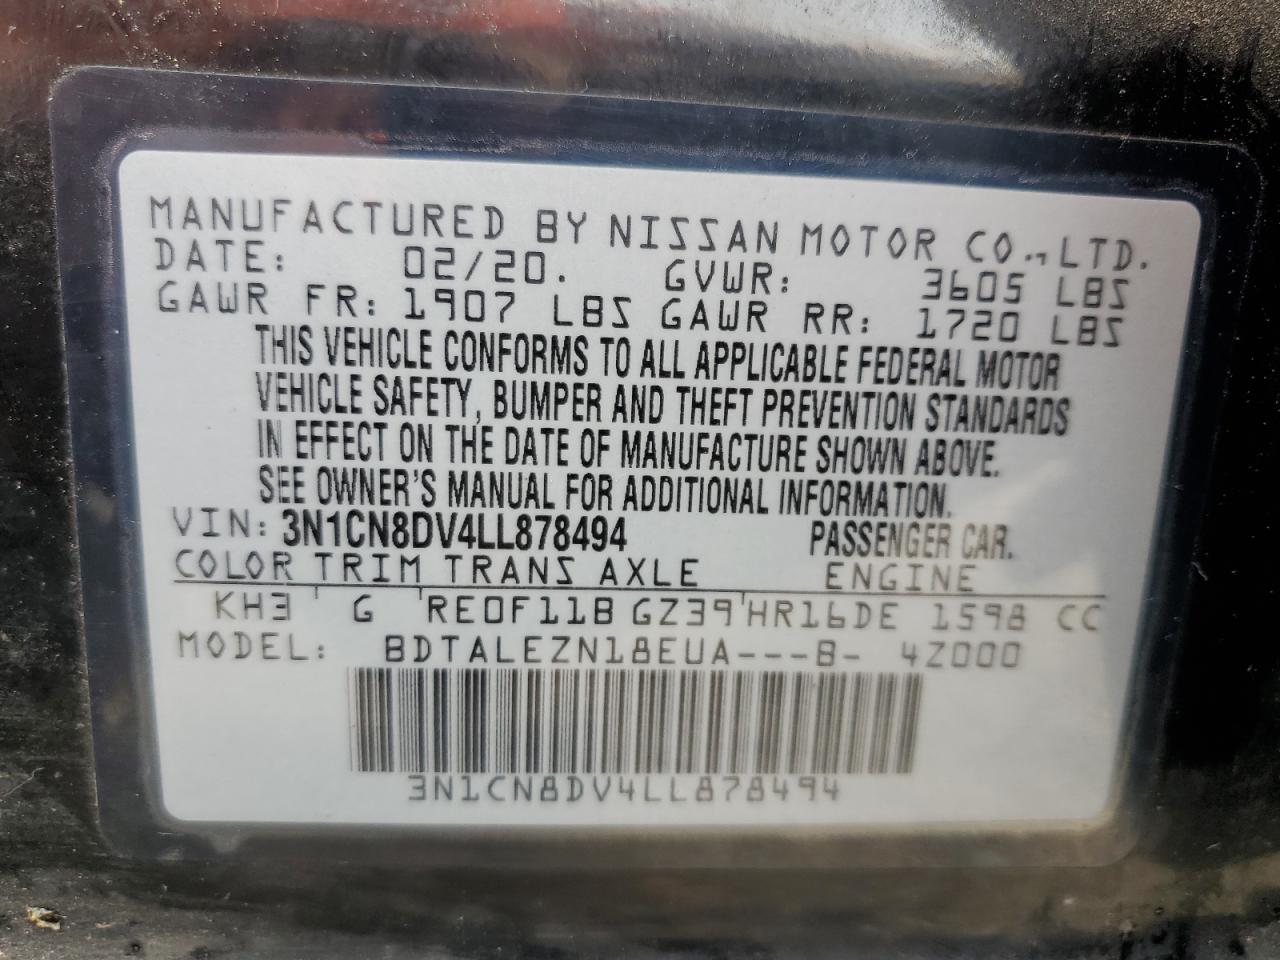 MANUFACTURED BY NISSAN MOTOR CO., LTD.
DATE: 02/20. GVWR: 3605 LBS
GAWR FR: 1907 LBS GAWR RR: 1720 LBS
THIS VEHICLE CONFORMS TO ALL APPLICABLE FEDERAL MOTOR
VEHICLE SAFETY, BUMPER AND THEFT PREVENTION STANDARDS
IN EFFECT ON THE DATE OF MANUFACTURE SHOWN ABOVE.
SEE OWNER'S MANUAL FOR ADDITIONAL INFORMATION.
VIN: 3N1CN8DV4LL878494 PASSENGER CAR.
COLOR TRIM TRANS AXLE ENGINE
KH3 G RE0F11B GZ39 HR16DE 1598 CC
MODEL: BDTALEZN18EUA---B- 4Z000
3N1CN8DV4LL878494